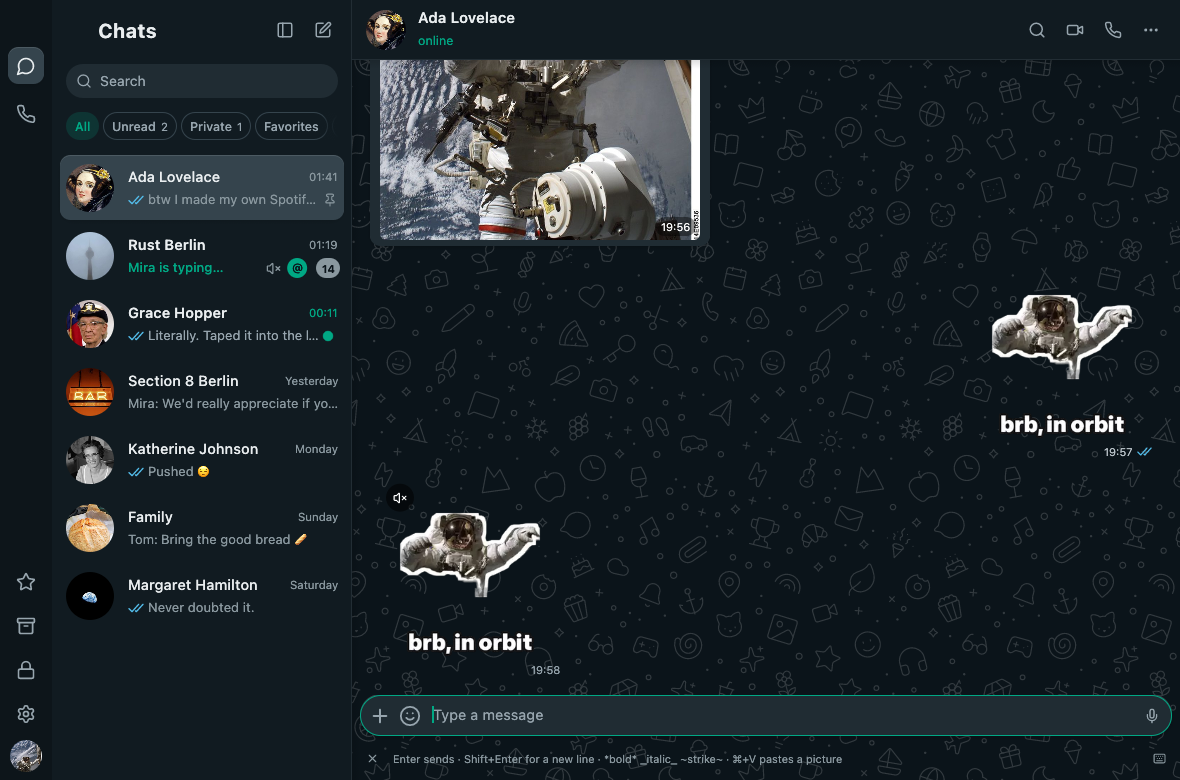 Chats
Search
All
Unread 2
Private 1
Favorites
Ada Lovelace 01:41
btw I made my own Spotif...
Rust Berlin 01:19
Mira is typing... @ 14
Grace Hopper 00:11
Literally. Taped it into the l...
Section 8 Berlin Yesterday
Mira: We'd really appreciate if yo...
BAR
Katherine Johnson Monday
Pushed 😉
Family Sunday
Tom: Bring the good bread 🥖
Margaret Hamilton Saturday
Never doubted it.
Ada Lovelace
online
19:56
brb, in orbit
19:57
brb, in orbit
19:58
Type a message
Enter sends · Shift+Enter for a new line · *bold* _italic_ ~strike~ · ⌘+V pastes a picture